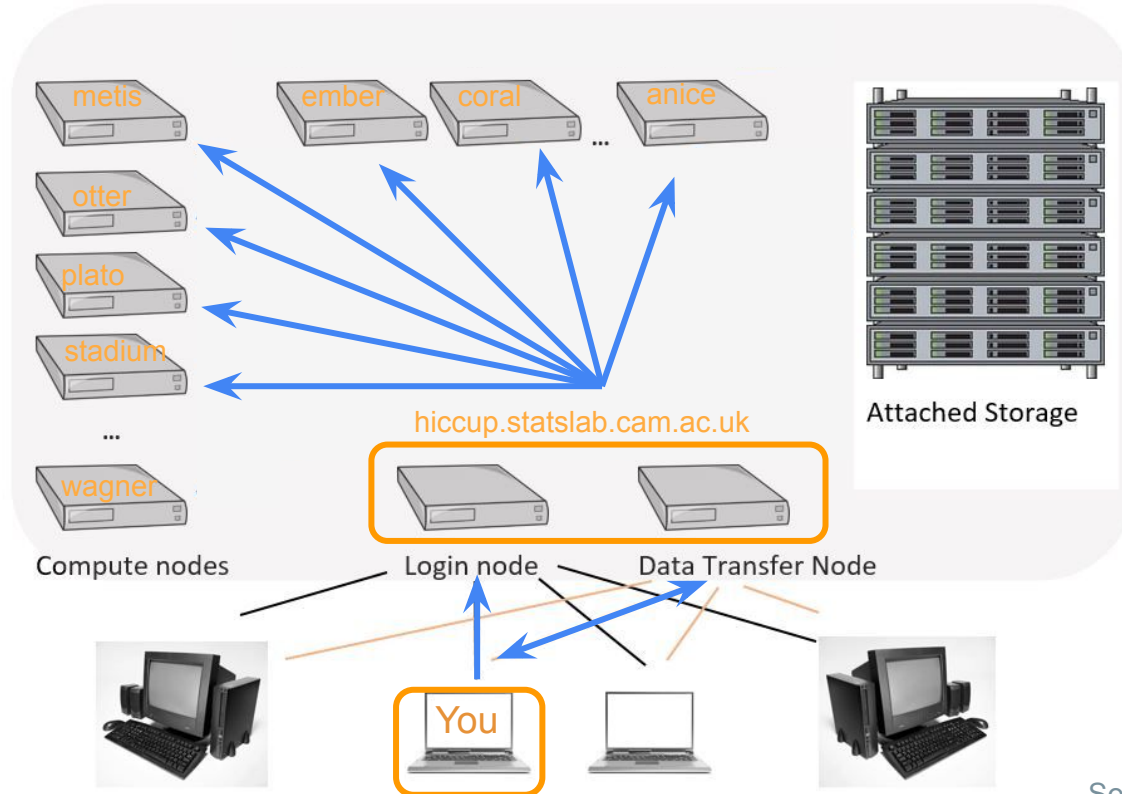 metis
ember
coral
anice
...
otter
plato
stadium
hiccup.statslab.cam.ac.uk
Attached Storage
...
wagner
Compute nodes
Login node
Data Transfer Node
You